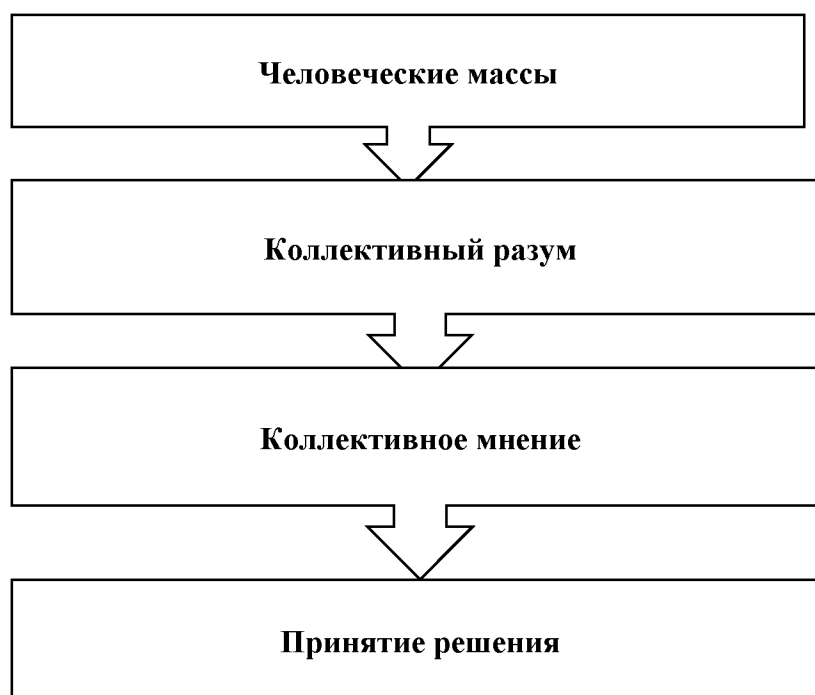 Человеческие массы
Коллективный разум
Коллективное мнение
Принятие решения